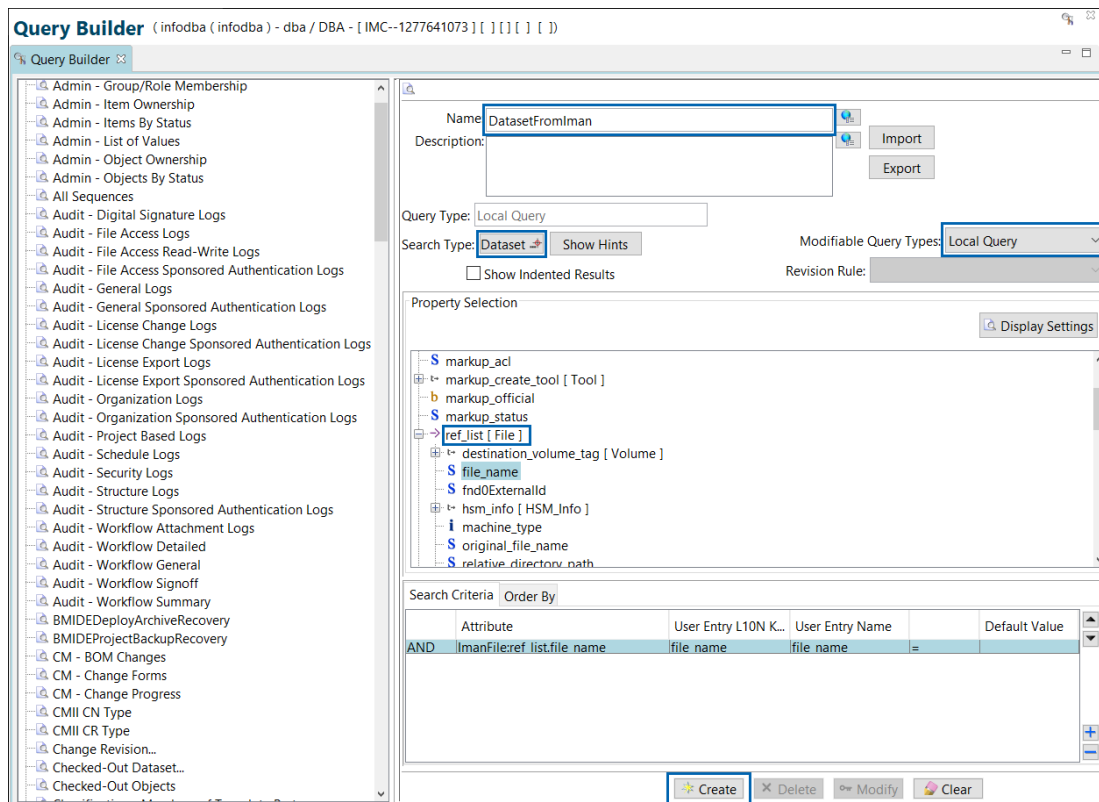 Query Builder ( infodba ( infodba ) - dba / DBA - [ IMC--1277641073 ] [ ] [ ] [ ] [ ])
Query Builder
Admin - Group/Role Membership
Admin - Item Ownership
Admin - Items By Status
Admin - List of Values
Admin - Object Ownership
Admin - Objects By Status
All Sequences
Audit - Digital Signature Logs
Audit - File Access Logs
Audit - File Access Read-Write Logs
Audit - File Access Sponsored Authentication Logs
Audit - General Logs
Audit - General Sponsored Authentication Logs
Audit - License Change Logs
Audit - License Change Sponsored Authentication Logs
Audit - License Export Logs
Audit - License Export Sponsored Authentication Logs
Audit - Organization Logs
Audit - Organization Sponsored Authentication Logs
Audit - Project Based Logs
Audit - Schedule Logs
Audit - Security Logs
Audit - Structure Logs
Audit - Structure Sponsored Authentication Logs
Audit - Workflow Attachment Logs
Audit - Workflow Detailed
Audit - Workflow General
Audit - Workflow Signoff
Audit - Workflow Summary
BMIDEDeployArchiveRecovery
BMIDEProjectBackupRecovery
CM - BOM Changes
CM - Change Forms
CM - Change Progress
CMII CN Type
CMII CR Type
Change Revision...
Checked-Out Dataset...
Checked-Out Objects
Name DatasetFromIman
Description: Import
Export
Query Type: Local Query
Search Type: Dataset Show Hints Modifiable Query Types: Local Query
Show Indented Results Revision Rule:
Property Selection
Display Settings
S markup_acl
markup_create_tool [ Tool ]
b markup_official
S markup_status
ref_list [ File ]
destination_volume_tag [ Volume ]
S file_name
S fnd0ExternalId
hsm_info [ HSM_Info ]
i machine_type
S original_file_name
S relative_directory_path
Search Criteria Order By
Attribute User Entry L10N K... User Entry Name Default Value
AND ImanFile:ref_list.file_name file_name file_name =
Create Delete Modify Clear